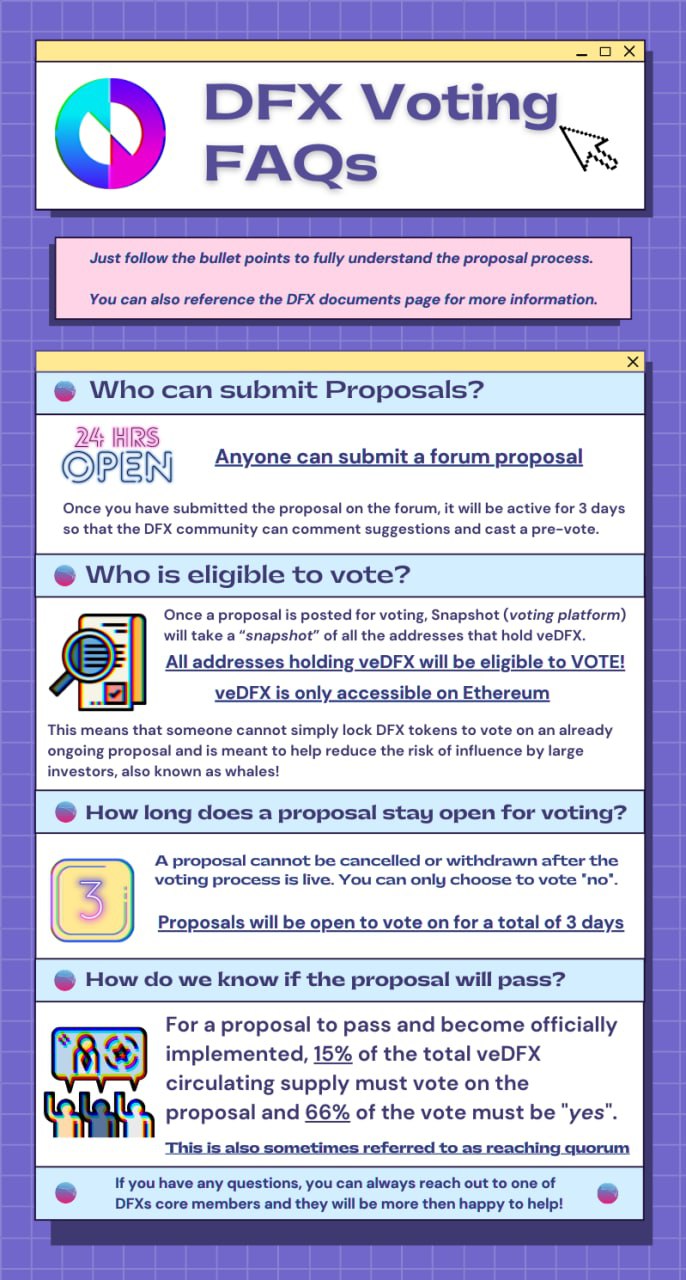 DFX Voting
FAQs
Just follow the bullet points to fully understand the proposal process.
You can also reference the DFX documents page for more information.
Who can submit Proposals?
24 HRS
OPEN
Anyone can submit a forum proposal
Once you have submitted the proposal on the forum, it will be active for 3 days
so that the DFX community can comment suggestions and cast a pre-vote.
Who is eligible to vote?
Once a proposal is posted for voting, Snapshot (voting platform)
will take a “snapshot” of all the addresses that hold veDFX.
All addresses holding veDFX will be eligible to VOTE!
veDFX is only accessible on Ethereum
This means that someone cannot simply lock DFX tokens to vote on an already
ongoing proposal and is meant to help reduce the risk of influence by large
investors, also known as whales!
How long does a proposal stay open for voting?
3
A proposal cannot be cancelled or withdrawn after the
voting process is live. You can only choose to vote "no".
Proposals will be open to vote on for a total of 3 days
How do we know if the proposal will pass?
For a proposal to pass and become officially
implemented, 15% of the total veDFX
circulating supply must vote on the
proposal and 66% of the vote must be "yes".
This is also sometimes referred to as reaching quorum
If you have any questions, you can always reach out to one of
DFXs core members and they will be more then happy to help!